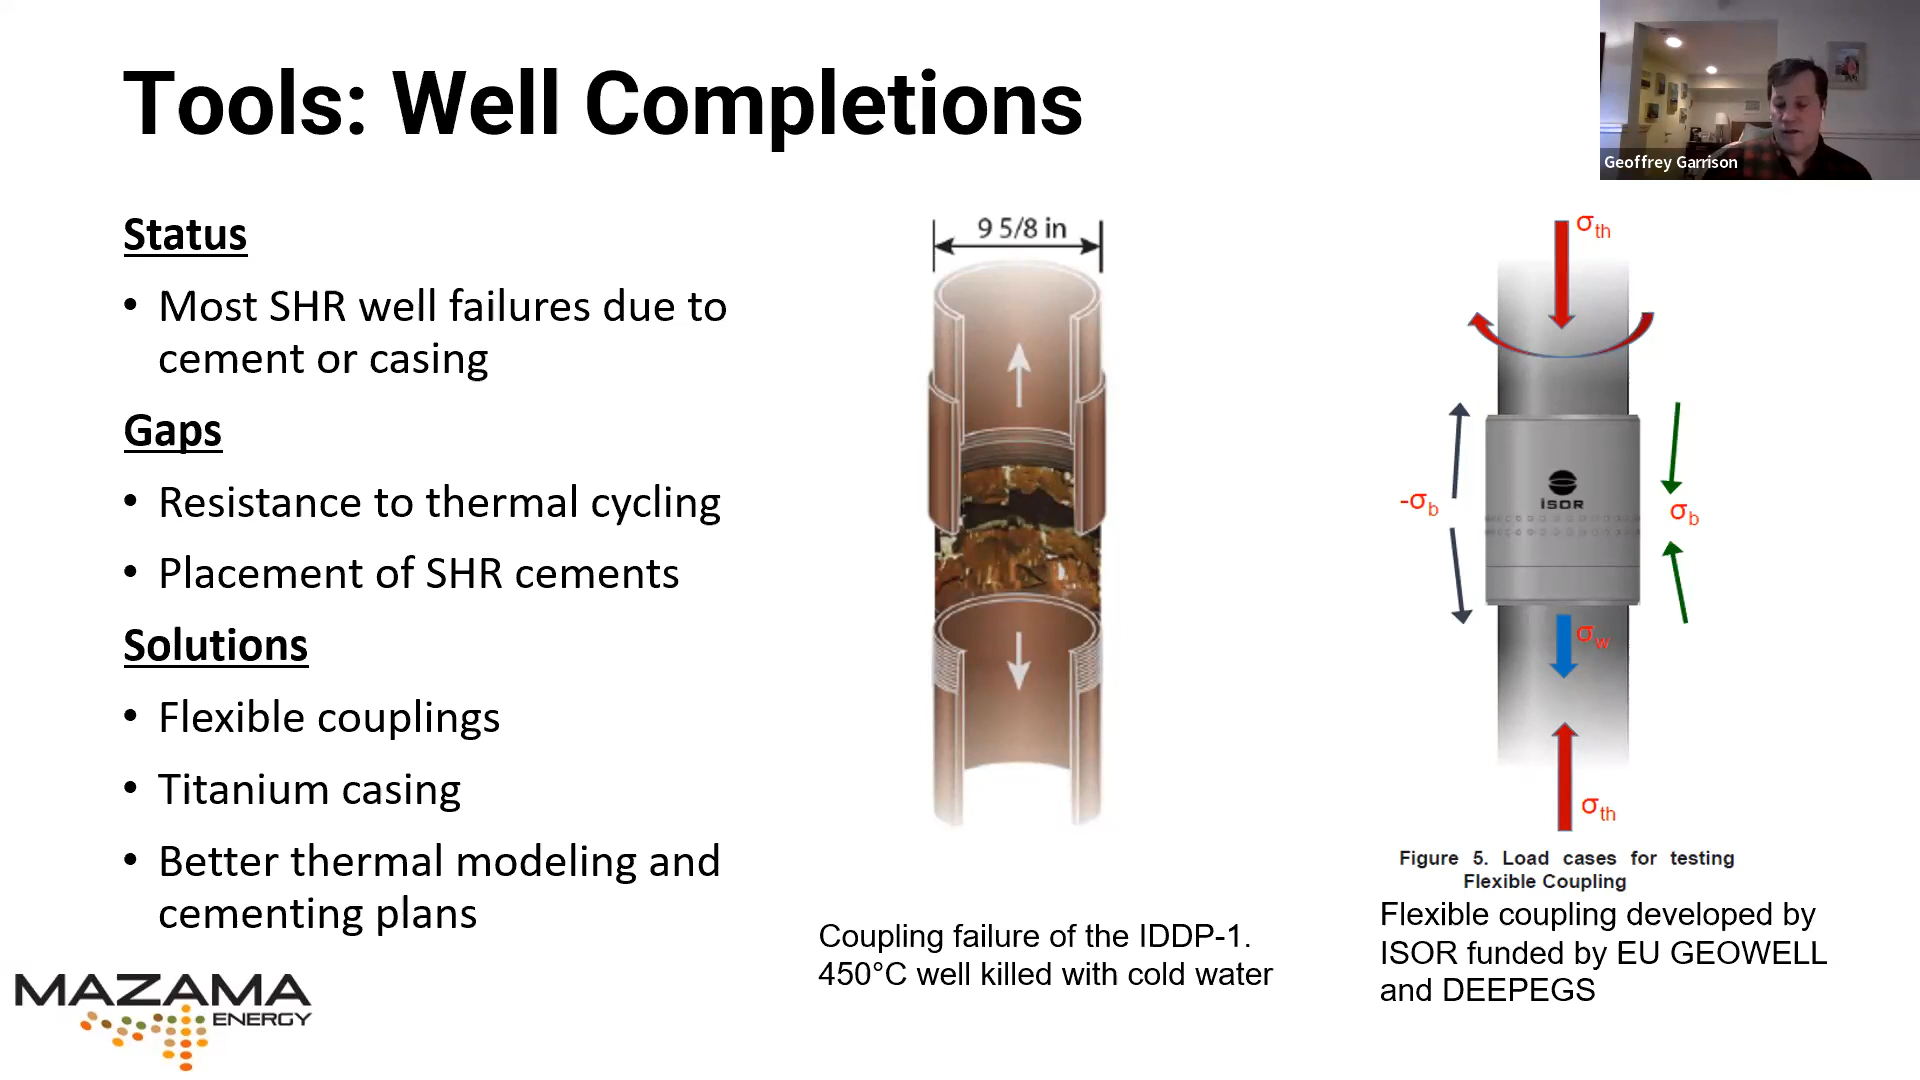 Tools: Well Completions
Geoffrey Garrison
Status
• Most SHR well failures due to
cement or casing
Gaps
• Resistance to thermal cycling
• Placement of SHR cements
Solutions
• Flexible couplings
• Titanium casing
• Better thermal modeling and
cementing plans
MAZAMA
ENERGY
9 5/8 in
Coupling failure of the IDDP-1.
450°C well killed with cold water
σth
-σb
ISOR
σb
σw
σth
Figure 5. Load cases for testing
Flexible Coupling
Flexible coupling developed by
ISOR funded by EU GEOWELL
and DEEPEGS